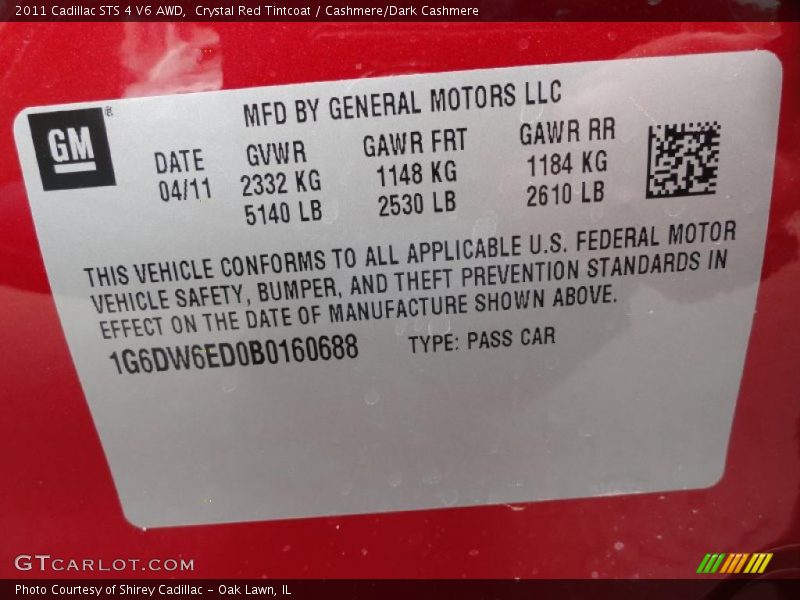 2011 Cadillac STS 4 V6 AWD,  Crystal Red Tintcoat / Cashmere/Dark Cashmere
MFD BY GENERAL MOTORS LLC
GM®
DATE GVWR GAWR FRT GAWR RR
04/11 2332 KG 1148 KG 1184 KG
5140 LB 2530 LB 2610 LB
THIS VEHICLE CONFORMS TO ALL APPLICABLE U.S. FEDERAL MOTOR
VEHICLE SAFETY, BUMPER, AND THEFT PREVENTION STANDARDS IN
EFFECT ON THE DATE OF MANUFACTURE SHOWN ABOVE.
1G6DW6ED0B0160688 TYPE: PASS CAR
GTCARLOT.COM
Photo Courtesy of Shirey Cadillac - Oak Lawn, IL